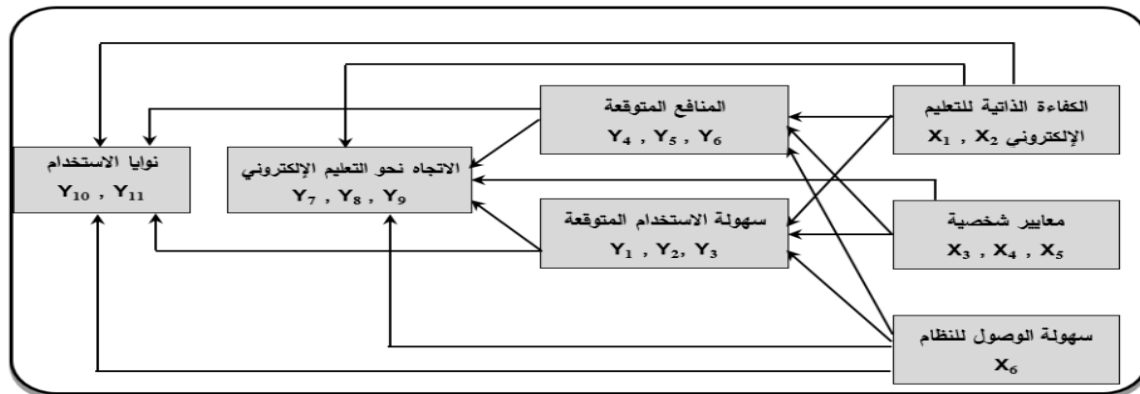 الكفاءة الذاتية للتعليم
الإلكتروني X₁ , X₂
المنافع المتوقعة
Y₄ , Y₅ , Y₆
نوايا الاستخدام
Y₁₀ , Y₁₁
الاتجاه نحو التعليم الإلكتروني
Y₇ , Y₈ , Y₉
معايير شخصية
X₃ , X₄ , X₅
سهولة الاستخدام المتوقعة
Y₁ , Y₂, Y₃
سهولة الوصول للنظام
X₆